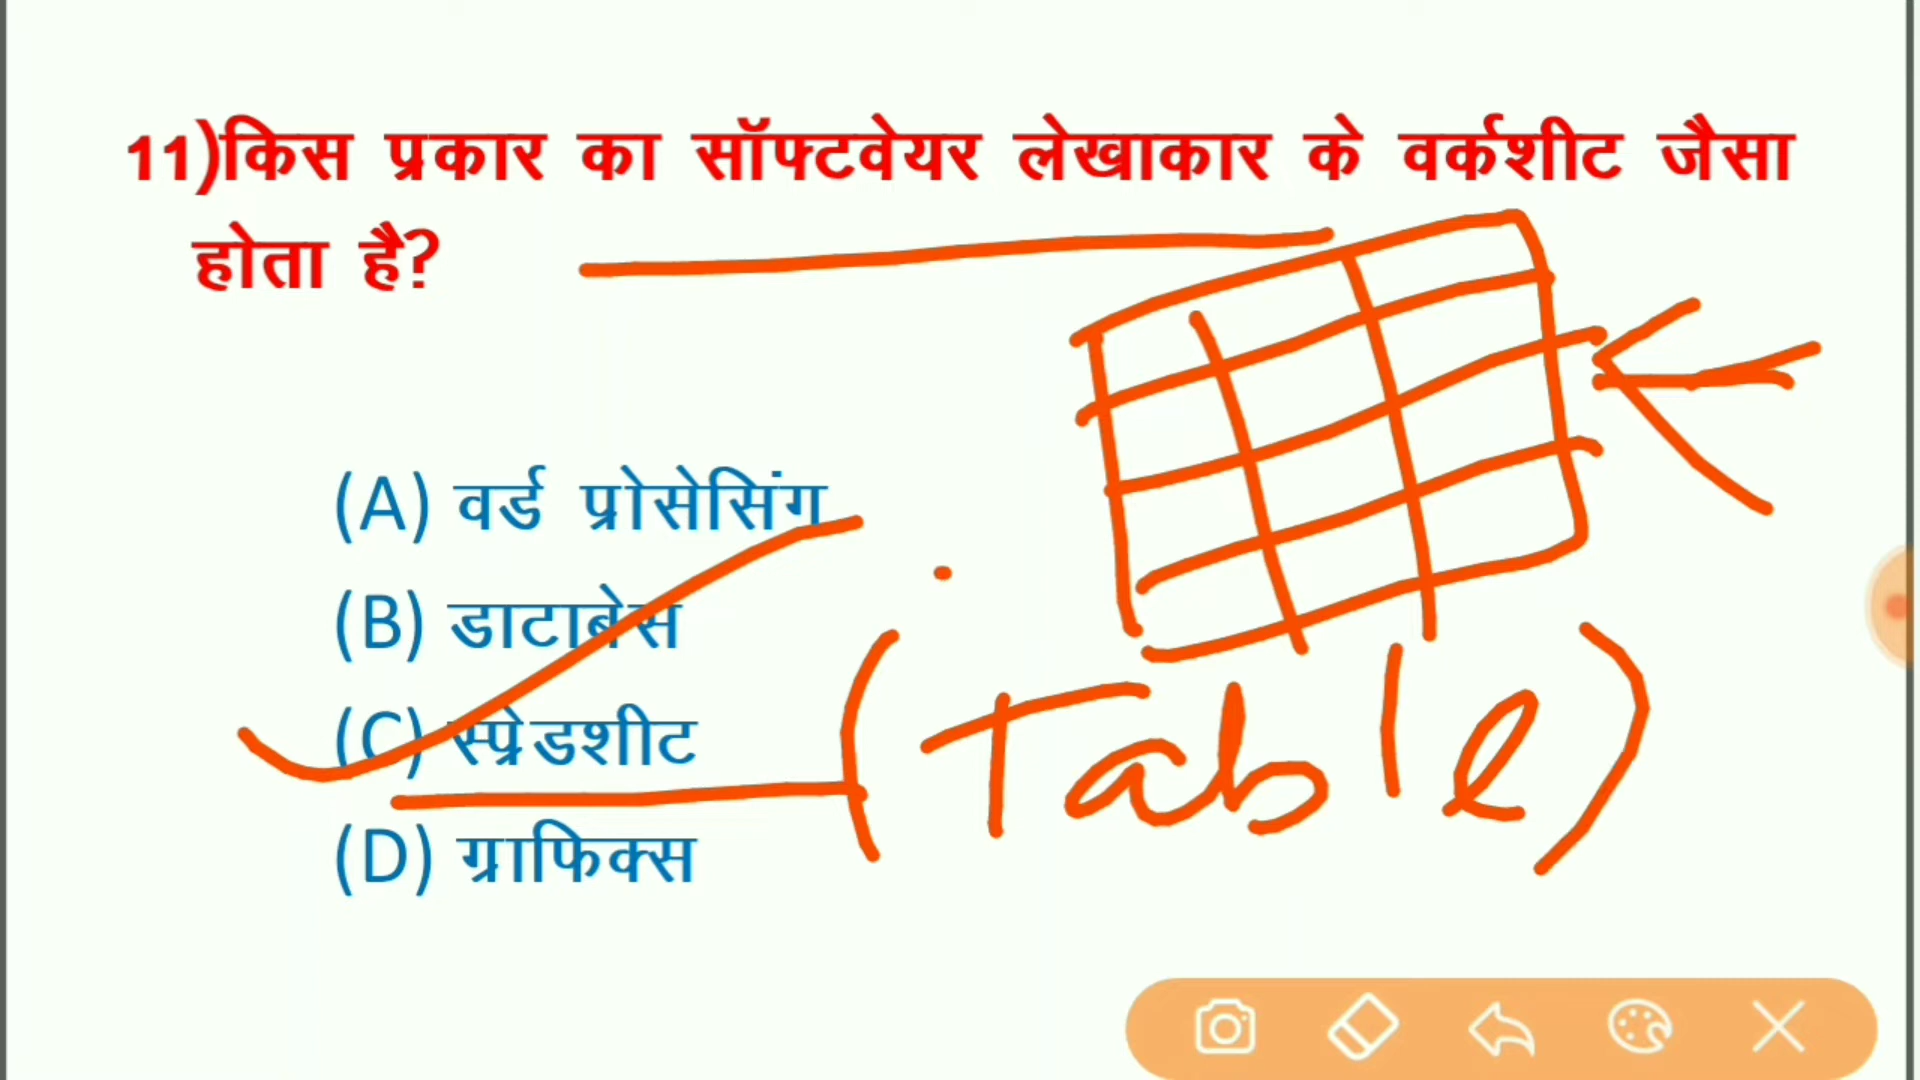 11)किस प्रकार का सॉफ्टवेयर लेखाकार के वर्कशीट जैसा
होता है?
(A) वर्ड प्रोसेसिंग
(B) डाटाबेस
(C) स्प्रेडशीट
(Table)
(D) ग्राफिक्स